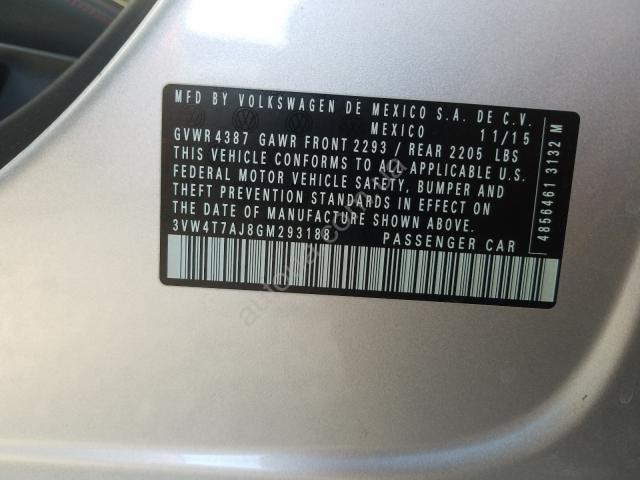 MFD BY VOLKSWAGEN DE MEXICO S.A. DE C.V.
MEXICO 11/15
GVWR 4387 GAWR FRONT 2293 / REAR 2205 LBS
THIS VEHICLE CONFORMS TO ALL APPLICABLE U.S.
FEDERAL MOTOR VEHICLE SAFETY, BUMPER AND
THEFT PREVENTION STANDARDS IN EFFECT ON
THE DATE OF MANUFACTURE SHOWN ABOVE.
3VW4T7AJ8GM293188 PASSENGER CAR
4856461 3132 M